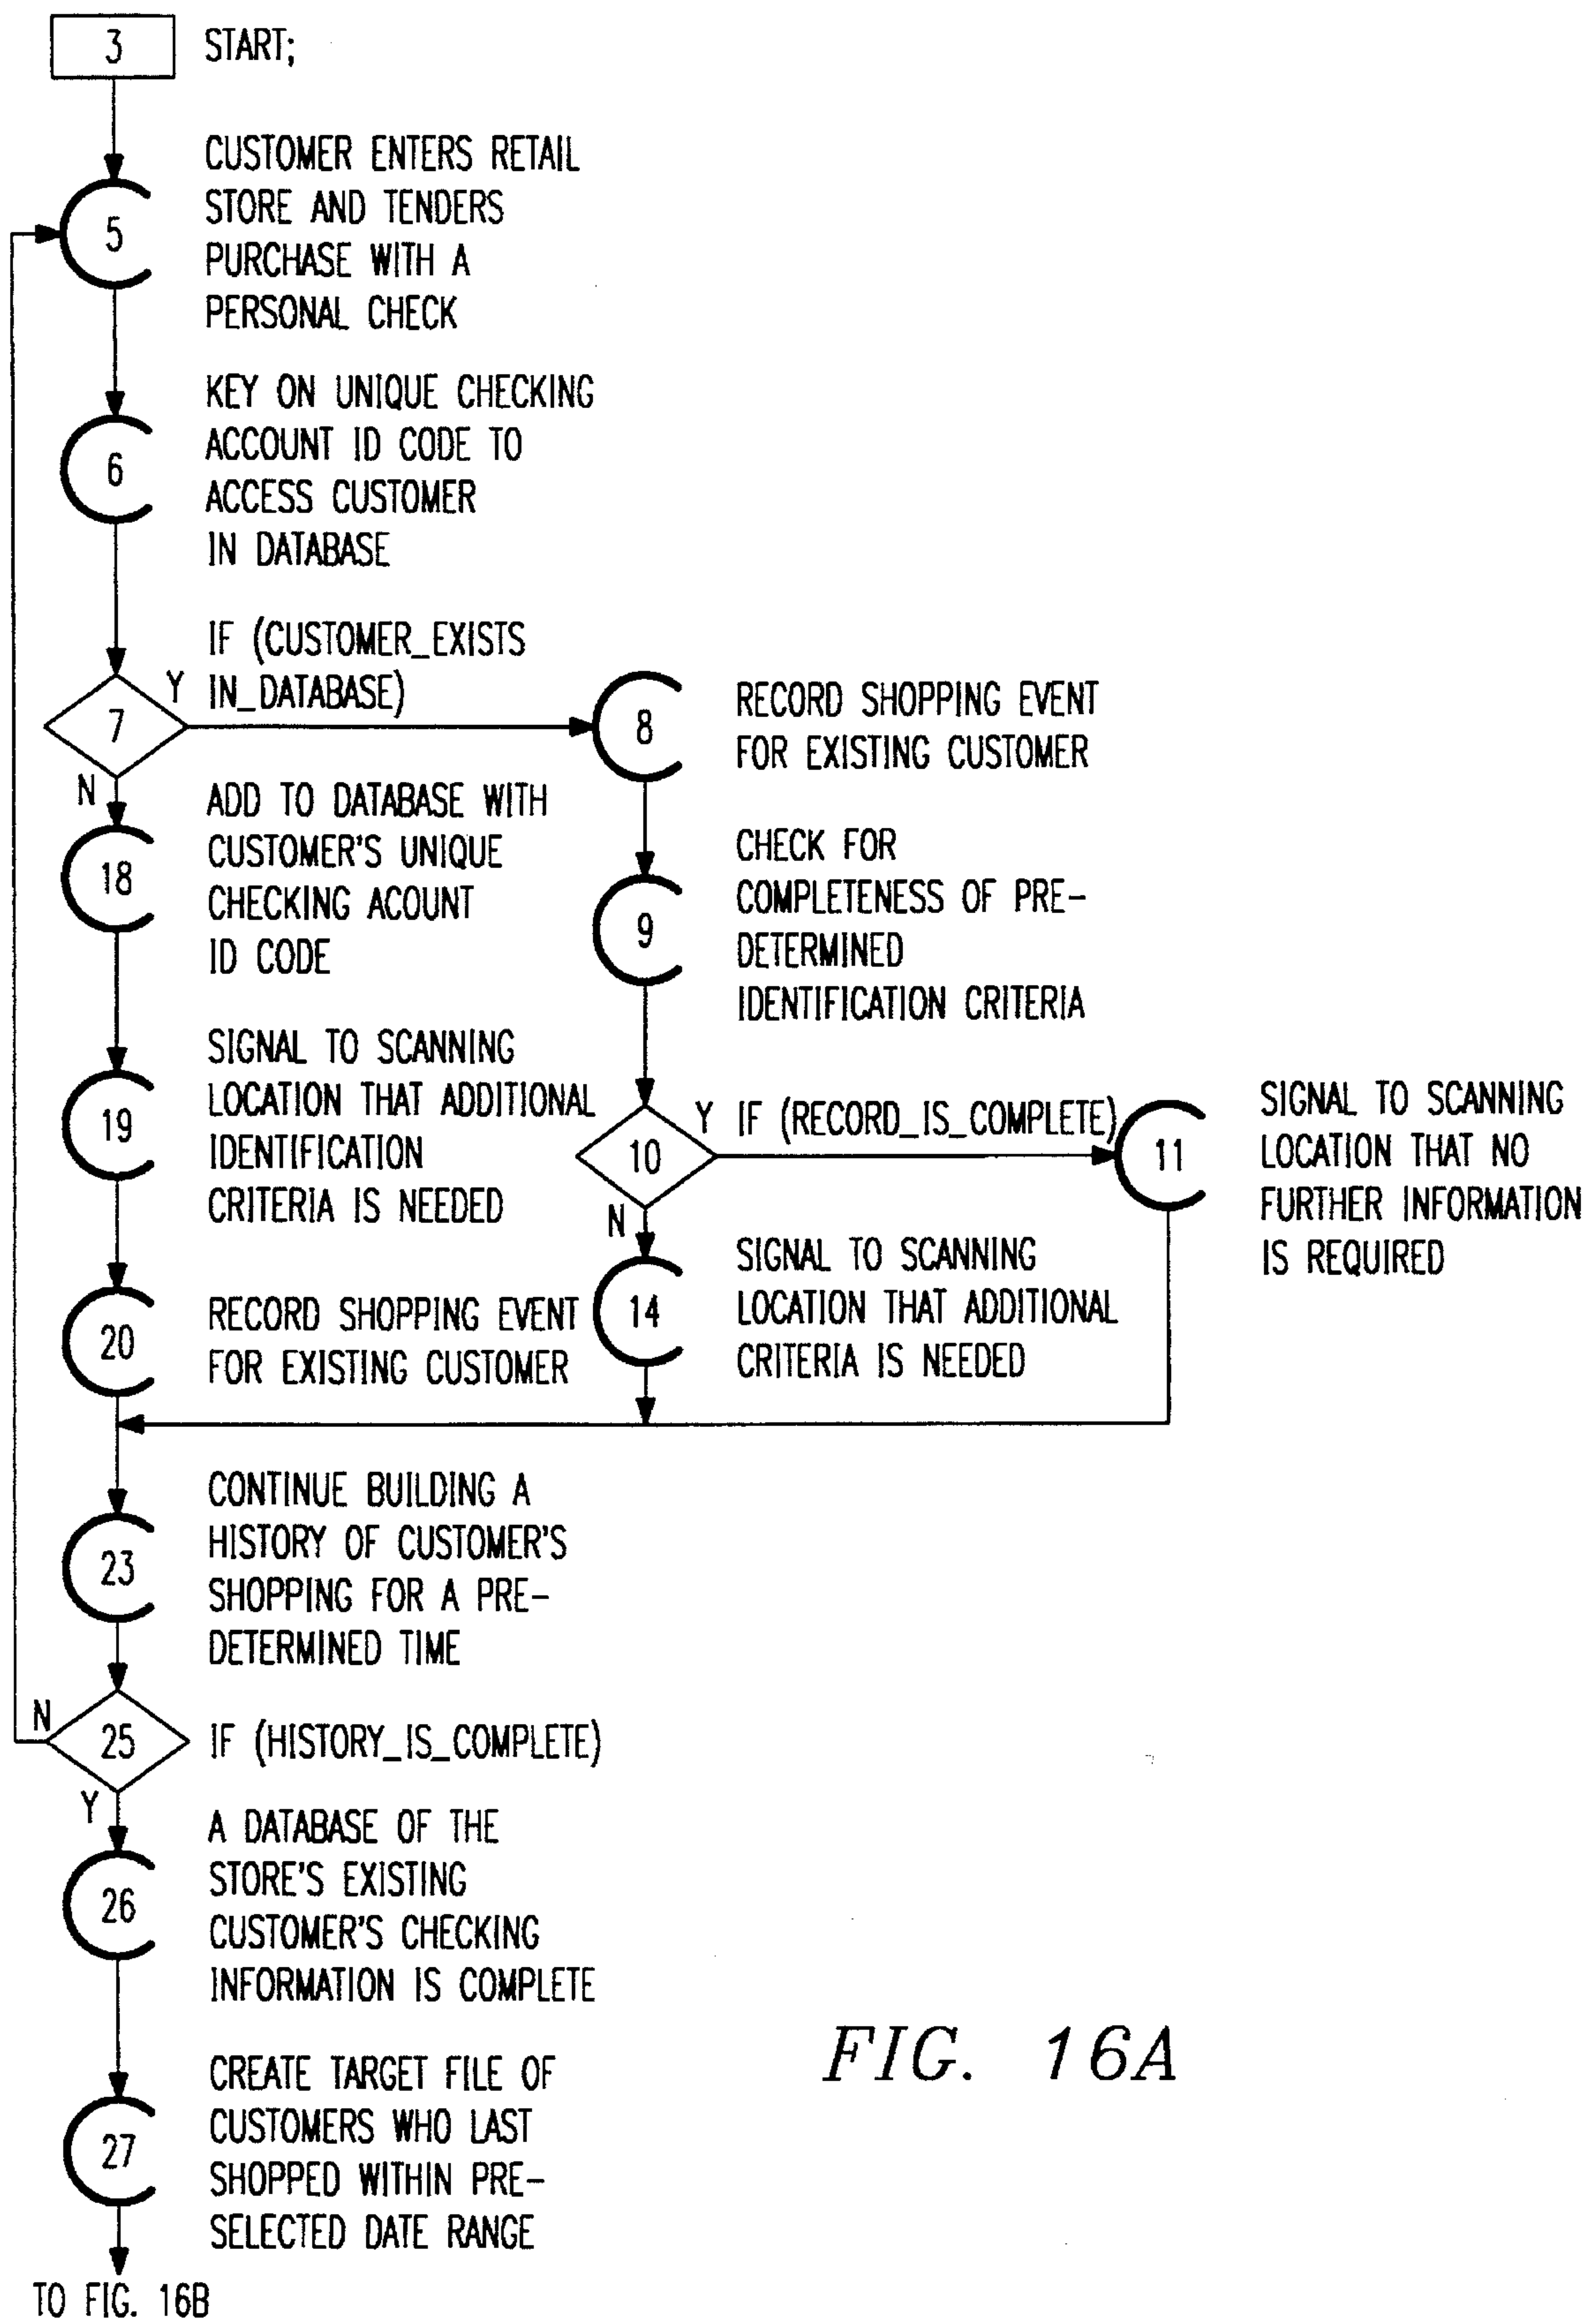 3 START;
CUSTOMER ENTERS RETAIL
STORE AND TENDERS
5
PURCHASE WITH A
PERSONAL CHECK
KEY ON UNIQUE CHECKING
ACCOUNT ID CODE TO
6
ACCESS CUSTOMER
IN DATABASE
IF (CUSTOMER_EXISTS
Y IN_DATABASE)
7
N
8
RECORD SHOPPING EVENT
FOR EXISTING CUSTOMER
ADD TO DATABASE WITH
CUSTOMER'S UNIQUE
18
CHECKING ACOUNT
ID CODE
CHECK FOR
COMPLETENESS OF PRE-
9
DETERMINED
IDENTIFICATION CRITERIA
SIGNAL TO SCANNING
LOCATION THAT ADDITIONAL
19
IDENTIFICATION
CRITERIA IS NEEDED
Y IF (RECORD_IS_COMPLETE)
10
N
11
SIGNAL TO SCANNING
LOCATION THAT NO
FURTHER INFORMATION
IS REQUIRED
SIGNAL TO SCANNING
14
LOCATION THAT ADDITIONAL
CRITERIA IS NEEDED
20
RECORD SHOPPING EVENT
FOR EXISTING CUSTOMER
CONTINUE BUILDING A
HISTORY OF CUSTOMER'S
23
SHOPPING FOR A PRE-
DETERMINED TIME
N
25 IF (HISTORY_IS_COMPLETE)
Y
A DATABASE OF THE
STORE'S EXISTING
26
CUSTOMER'S CHECKING
INFORMATION IS COMPLETE
CREATE TARGET FILE OF
CUSTOMERS WHO LAST
27
SHOPPED WITHIN PRE-
SELECTED DATE RANGE
TO FIG. 16B
FIG. 16A